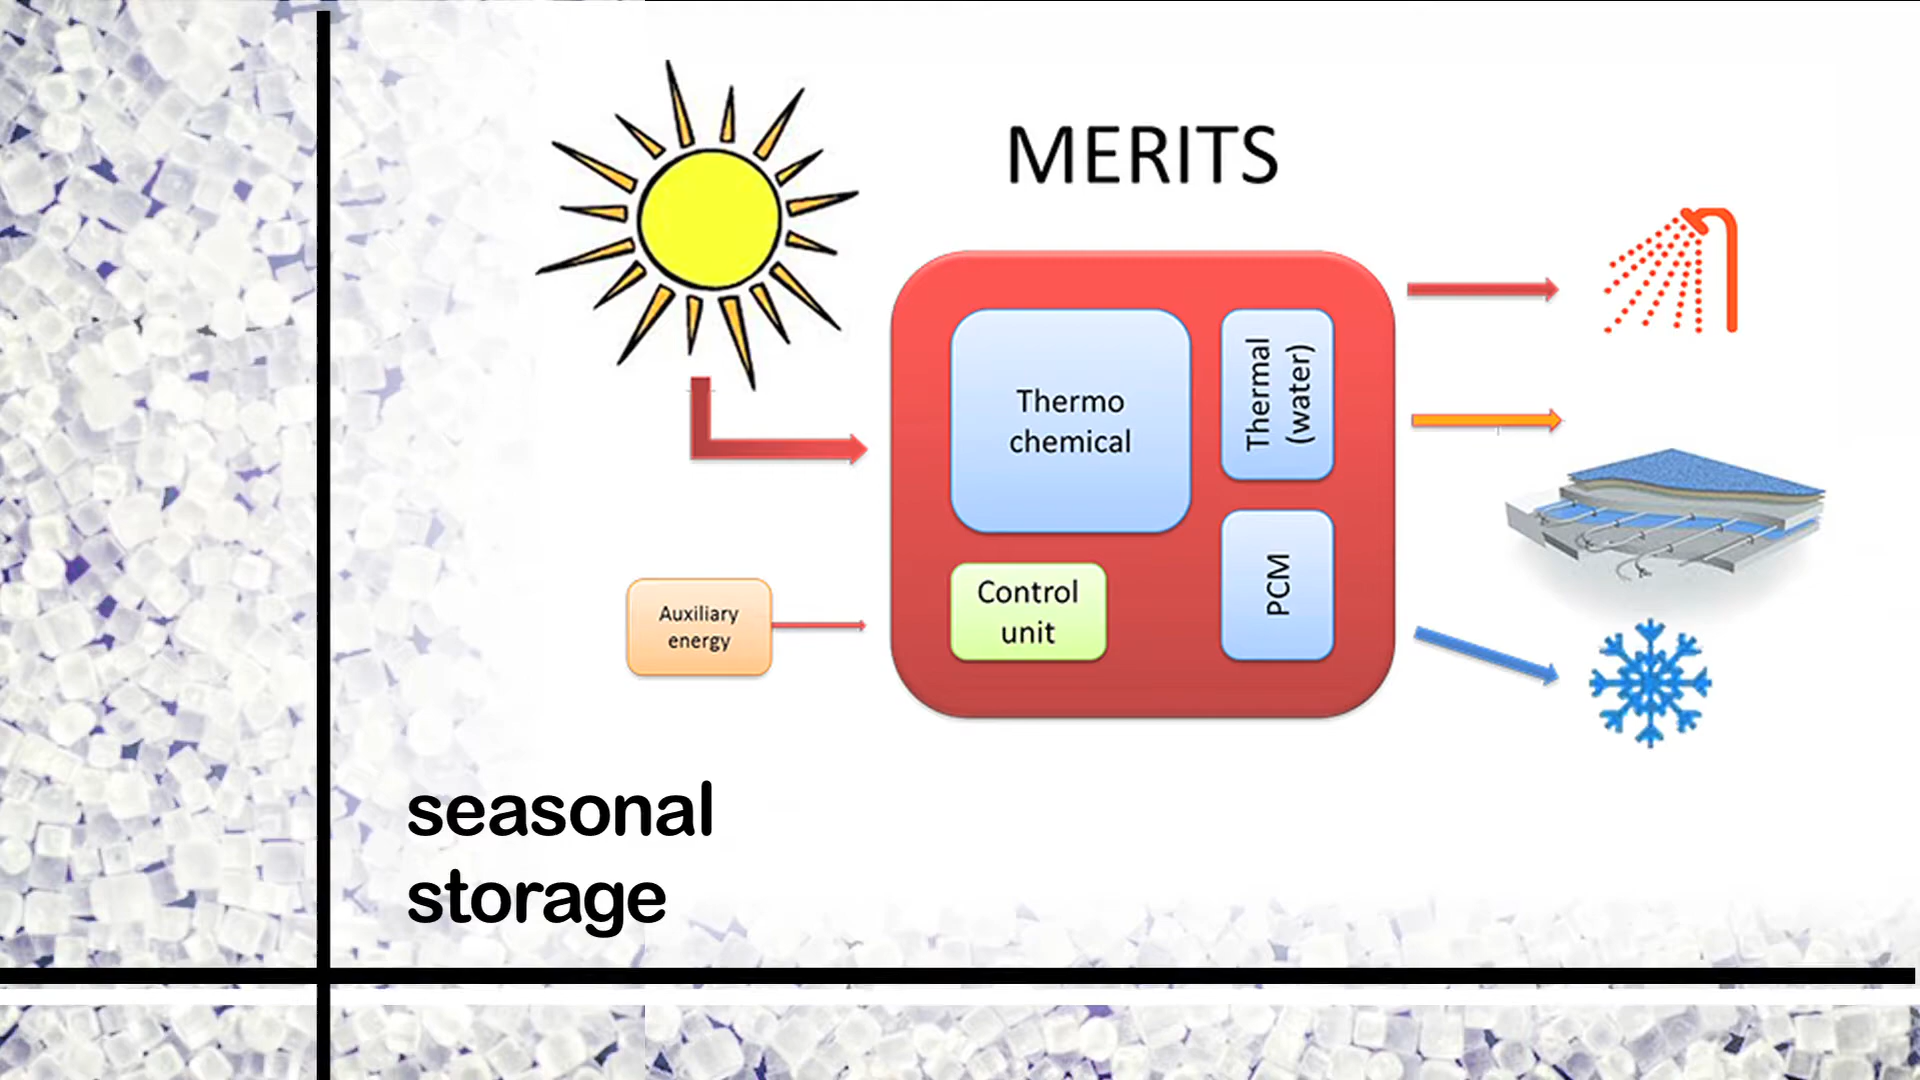 MERITS
Thermo
chemical
Thermal
(water)
Control
unit
PCM
Auxiliary
energy
seasonal
storage